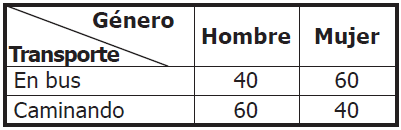 Género
Transporte
Hombre Mujer
En bus 40 60
Caminando 60 40